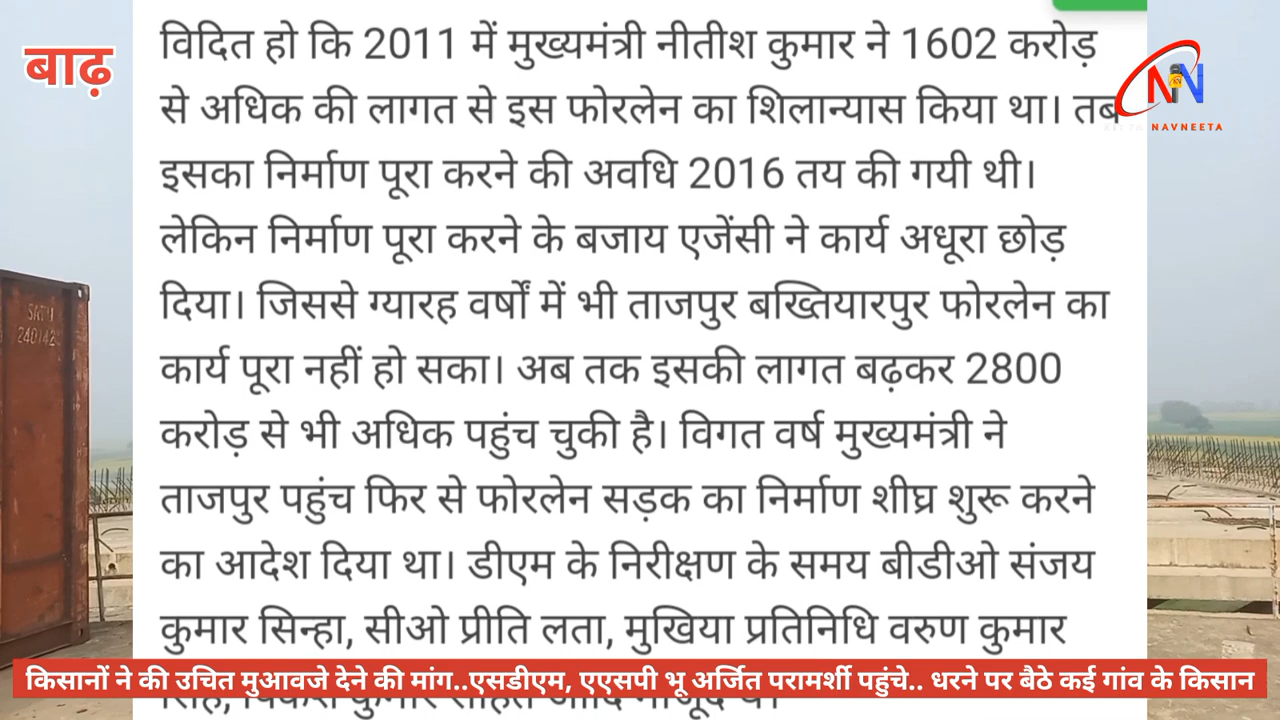 बाढ़
विदित हो कि 2011 में मुख्यमंत्री नीतीश कुमार ने 1602 करोड़
से अधिक की लागत से इस फोरलेन का शिलान्यास किया था। तब
इसका निर्माण पूरा करने की अवधि 2016 तय की गयी थी।
लेकिन निर्माण पूरा करने के बजाय एजेंसी ने कार्य अधूरा छोड़
दिया। जिससे ग्यारह वर्षों में भी ताजपुर बख्तियारपुर फोरलेन का
कार्य पूरा नहीं हो सका। अब तक इसकी लागत बढ़कर 2800
करोड़ से भी अधिक पहुंच चुकी है। विगत वर्ष मुख्यमंत्री ने
ताजपुर पहुंच फिर से फोरलेन सड़क का निर्माण शीघ्र शुरू करने
का आदेश दिया था। डीएम के निरीक्षण के समय बीडीओ संजय
कुमार सिन्हा, सीओ प्रीति लता, मुखिया प्रतिनिधि वरुण कुमार
NN
NAVNEETA
किसानों ने की उचित मुआवजे देने की मांग..एसडीएम, एएसपी भू अर्जित परामर्शी पहुंचे.. धरने पर बैठे कई गांव के किसान